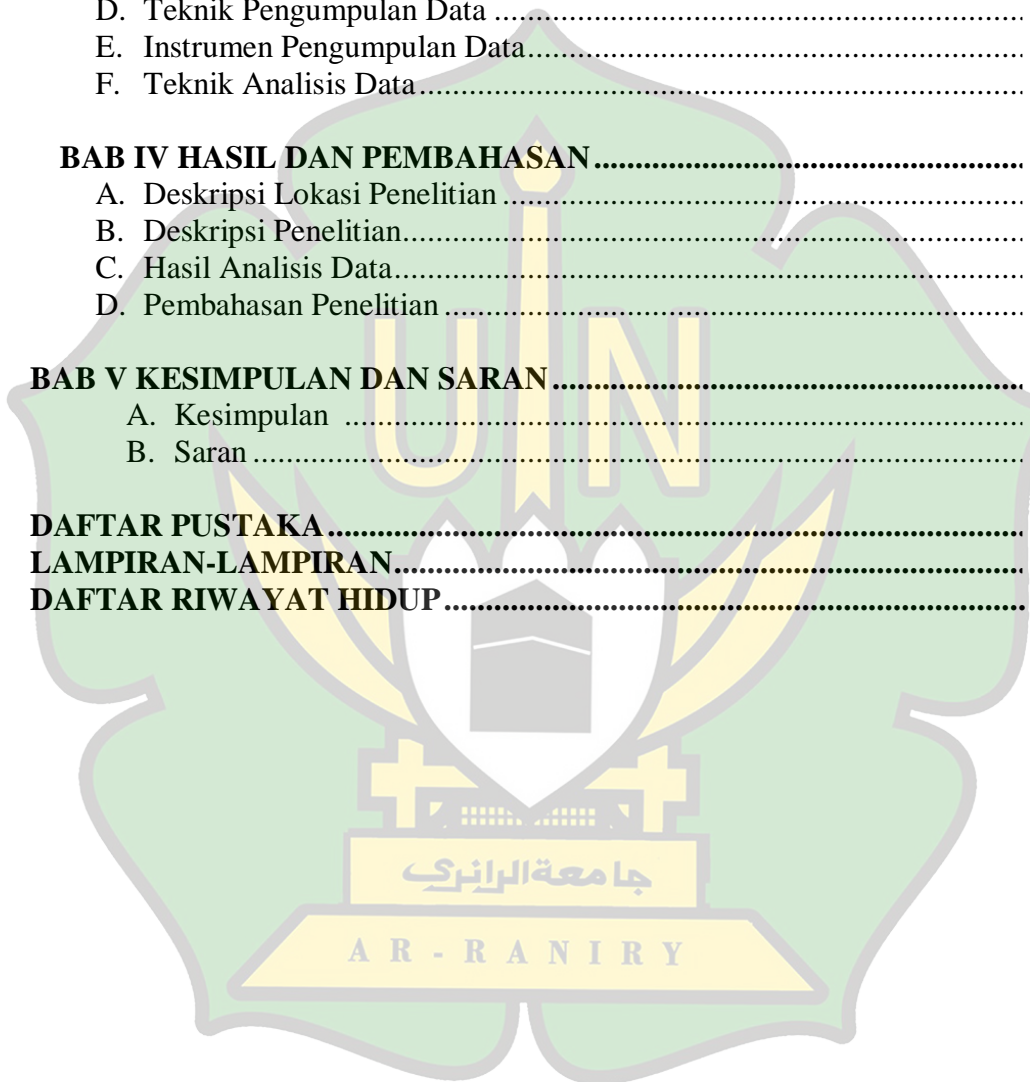 D. Teknik Pengumpulan Data ......................................................................
E. Instrumen Pengumpulan Data..................................................................
F. Teknik Analisis Data................................................................................
BAB IV HASIL DAN PEMBAHASAN.........................................................
A. Deskripsi Lokasi Penelitian .....................................................................
B. Deskripsi Penelitian..................................................................................
C. Hasil Analisis Data...................................................................................
D. Pembahasan Penelitian ............................................................................
BAB V KESIMPULAN DAN SARAN...............................................................
A. Kesimpulan ..........................................................................................
B. Saran ......................................................................................................
DAFTAR PUSTAKA............................................................................................
LAMPIRAN-LAMPIRAN...................................................................................
DAFTAR RIWAYAT HIDUP.............................................................................
UIN
جامعة الرانري
AR-RANIRY